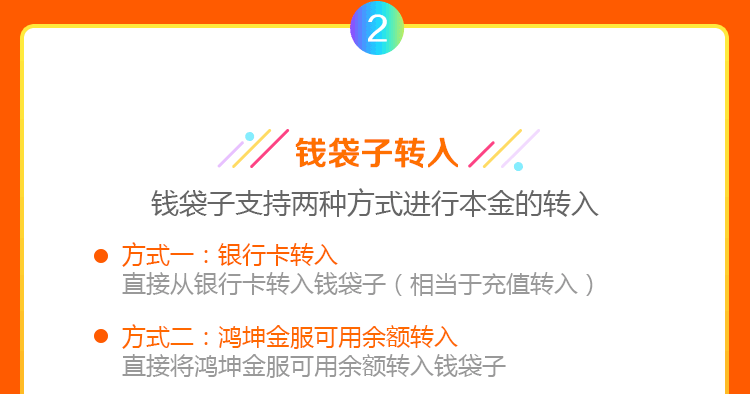 2
钱袋子转入
钱袋子支持两种方式进行本金的转入
方式一：银行卡转入
直接从银行卡转入钱袋子（相当于充值转入）
方式二：鸿坤金服可用余额转入
直接将鸿坤金服可用余额转入钱袋子